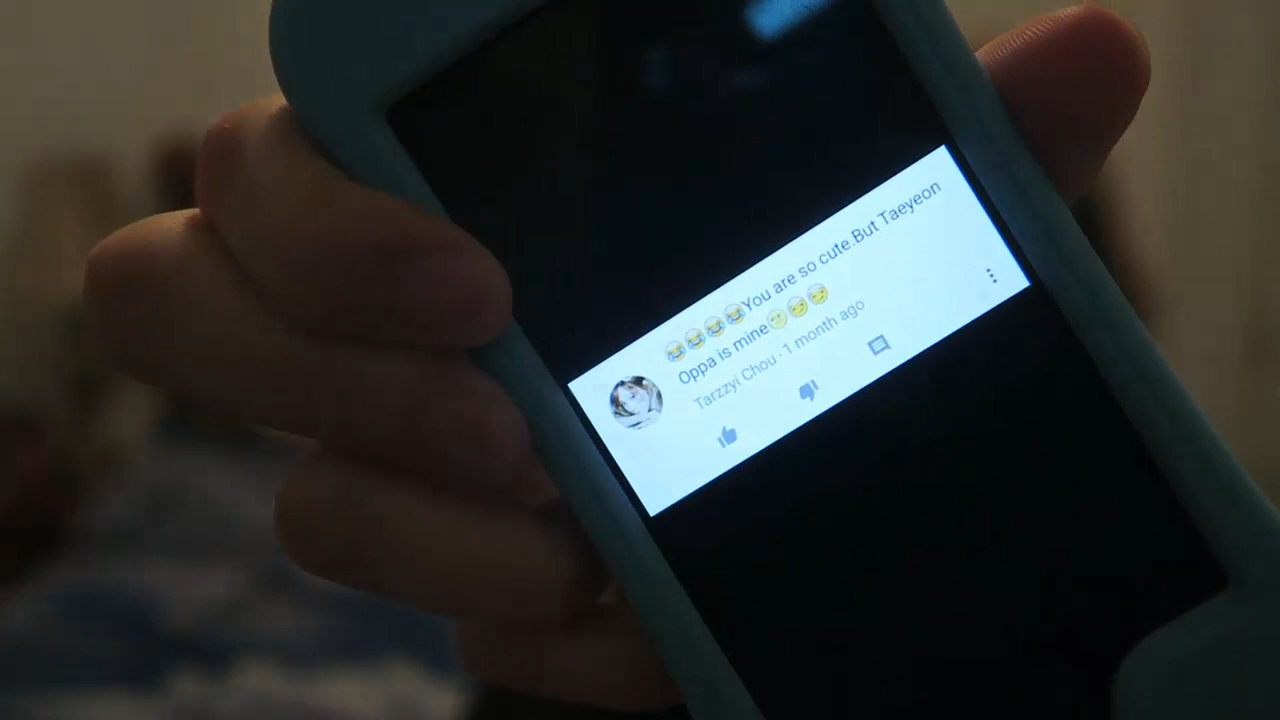 😂😂😂😂You are so cute.But Taeyeon
Oppa is mine😏😏😏
Tarzzyi Chou · 1 month ago